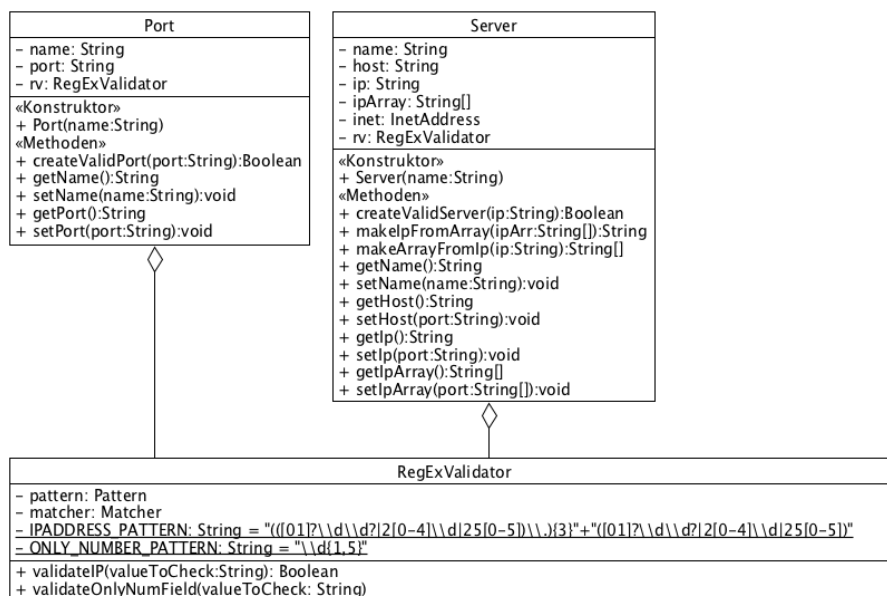 Port
– name: String
– port: String
– rv: RegExValidator
«Konstruktor»
+ Port(name:String)
«Methoden»
+ createValidPort(port:String):Boolean
+ getName():String
+ setName(name:String):void
+ getPort():String
+ setPort(port:String):void
Server
– name: String
– host: String
– ip: String
– ipArray: String[]
– inet: InetAddress
– rv: RegExValidator
«Konstruktor»
+ Server(name:String)
«Methoden»
+ createValidServer(ip:String):Boolean
+ makeIpFromArray(ipArr:String[]):String
+ makeArrayFromIp(ip:String):String[]
+ getName():String
+ setName(name:String):void
+ getHost():String
+ setHost(port:String):void
+ getIp():String
+ setIp(port:String):void
+ getIpArray():String[]
+ setIpArray(port:String[]):void
RegExValidator
– pattern: Pattern
– matcher: Matcher
– IPADDRESS_PATTERN: String = "(([01]?\\d\\d?|2[0-4]\\d|25[0-5])\\.){3}"+"([01]?\\d\\d?|2[0-4]\\d|25[0-5])"
– ONLY_NUMBER_PATTERN: String = "\\d{1,5}"
+ validateIP(valueToCheck:String): Boolean
+ validateOnlyNumField(valueToCheck: String)